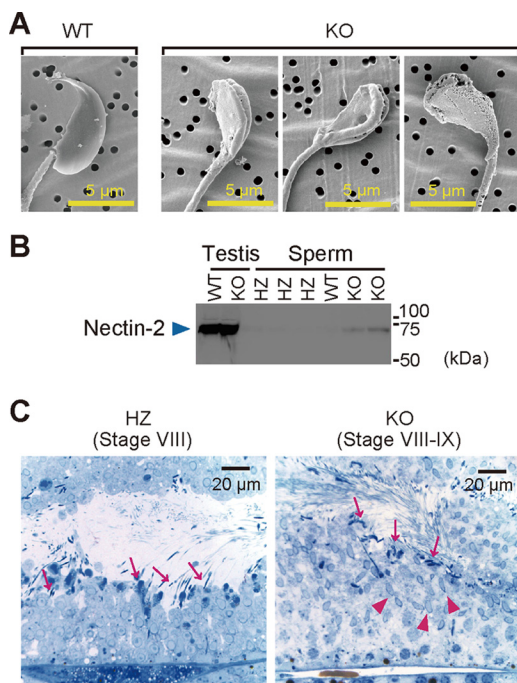 A
WT KO
5 µm 5 µm 5 µm 5 µm
B
Testis Sperm
WT KO HZ HZ HZ WT KO KO
Nectin-2
100
75
50 (kDa)
C
HZ KO
(Stage VIII) (Stage VIII-IX)
20 µm 20 µm